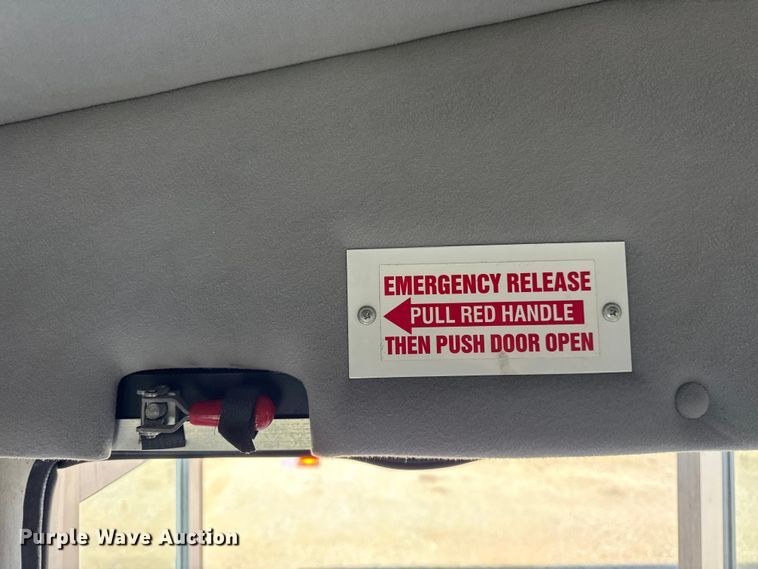 EMERGENCY RELEASE
PULL RED HANDLE
THEN PUSH DOOR OPEN
Purple Wave Auction